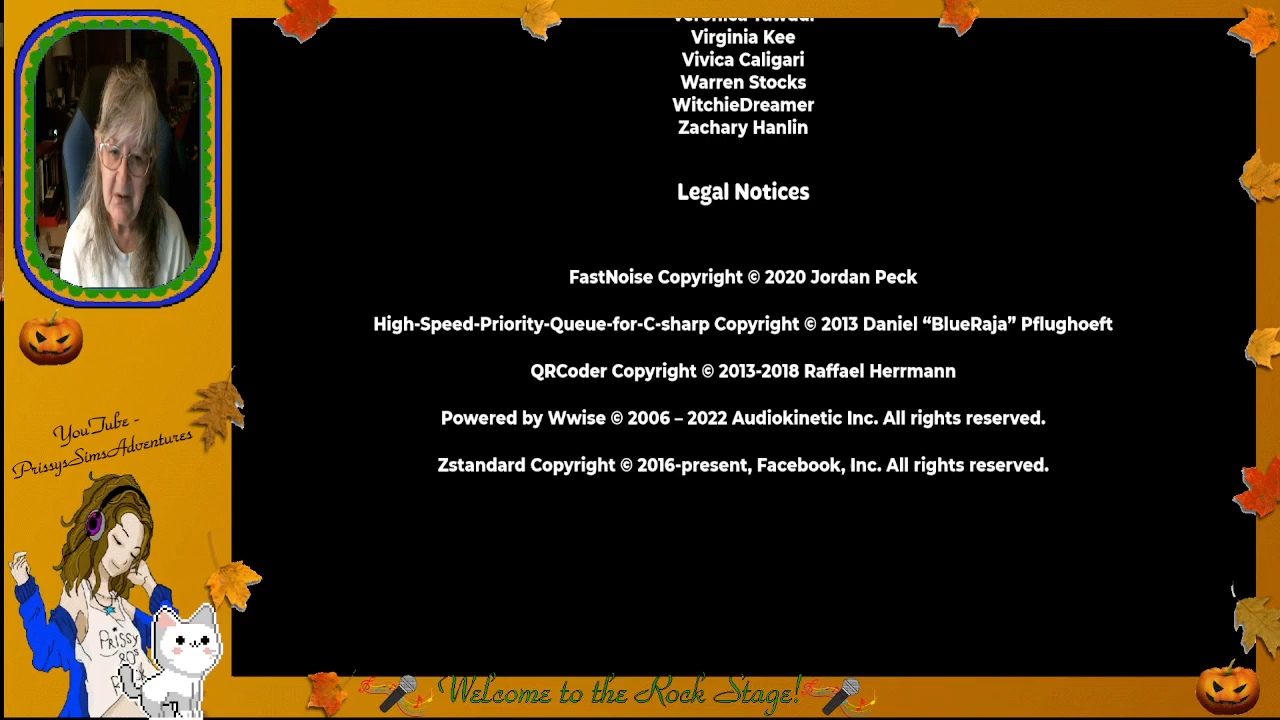 Virginia Kee
Vivica Caligari
Warren Stocks
WitchieDreamer
Zachary Hanlin
Legal Notices
FastNoise Copyright © 2020 Jordan Peck
High-Speed-Priority-Queue-for-C-sharp Copyright © 2013 Daniel “BlueRaja” Pflughoeft
QRCoder Copyright © 2013-2018 Raffael Herrmann
Powered by Wwise © 2006 – 2022 Audiokinetic Inc. All rights reserved.
Zstandard Copyright © 2016-present, Facebook, Inc. All rights reserved.
YouTube -
PrissysSimsAdventures
PRiSSY
Welcome to the Rock Stage!